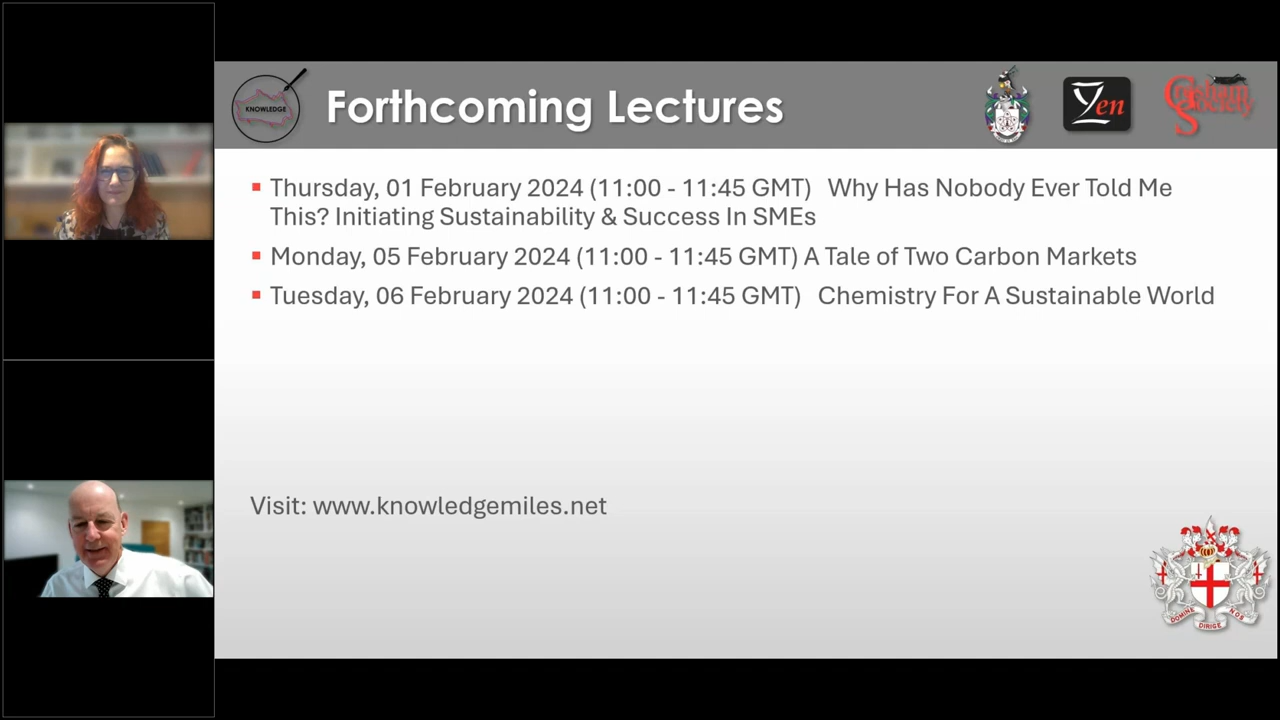 KNOWLEDGE
Forthcoming Lectures
Zen
Gresham
Society
Thursday, 01 February 2024 (11:00 - 11:45 GMT) Why Has Nobody Ever Told Me
This? Initiating Sustainability & Success In SMEs
Monday, 05 February 2024 (11:00 - 11:45 GMT) A Tale of Two Carbon Markets
Tuesday, 06 February 2024 (11:00 - 11:45 GMT) Chemistry For A Sustainable World
Visit: www.knowledgemiles.net
DOMINE DIRIGE NOS